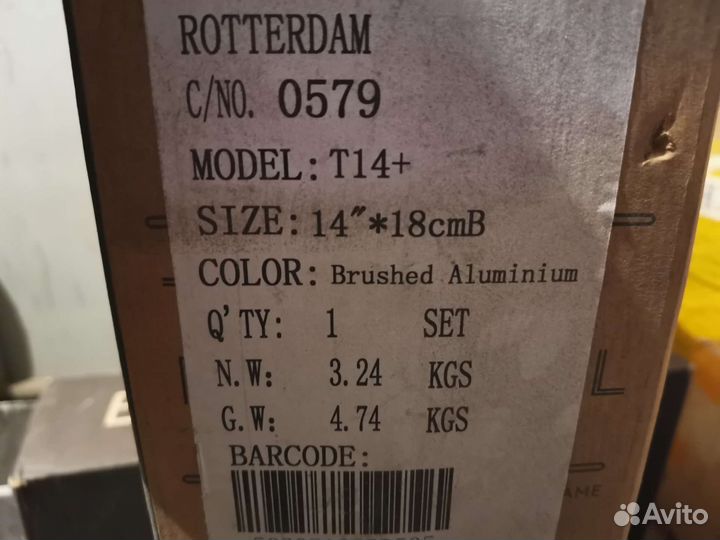 ROTTERDAM
C/NO. 0579
MODEL: T14+
SIZE: 14″*18cmB
COLOR: Brushed Aluminium
Q'TY: 1 SET
N.W: 3.24 KGS
G.W: 4.74 KGS
BARCODE:
AME
Avito